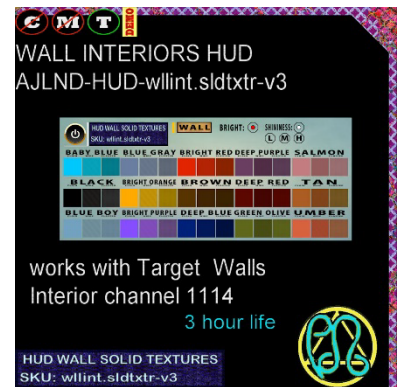 C M T DEMO
WALL INTERIORS HUD
AJLND-HUD-wllint.sldtxtr-v3
HUD WALL SOLID TEXTURES
SKU: wllint.sldtxtr-v3
WALL BRIGHT: SHININESS:
L M H
BABY BLUE BLUE GRAY BRIGHT RED DEEP PURPLE SALMON
BLACK BRIGHT ORANGE BROWN DEEP RED TAN
BLUE BOY BRIGHT PURPLE DEEP BLUE GREEN OLIVE UMBER
works with Target Walls
Interior channel 1114
3 hour life
HUD WALL SOLID TEXTURES
SKU: wllint.sldtxtr-v3